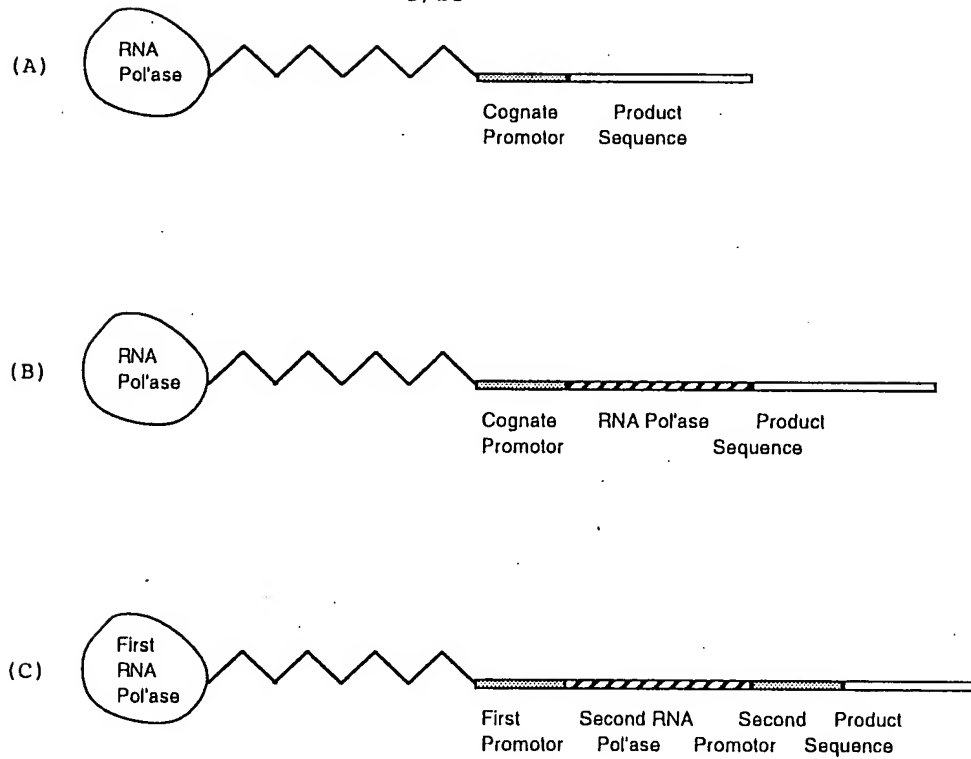 (A)
RNA
Pol'ase
Cognate Product
Promotor Sequence
(B)
RNA
Pol'ase
Cognate RNA Pol'ase Product
Promotor Sequence
(C)
First
RNA
Pol'ase
First Second RNA Second Product
Promotor Pol'ase Promotor Sequence